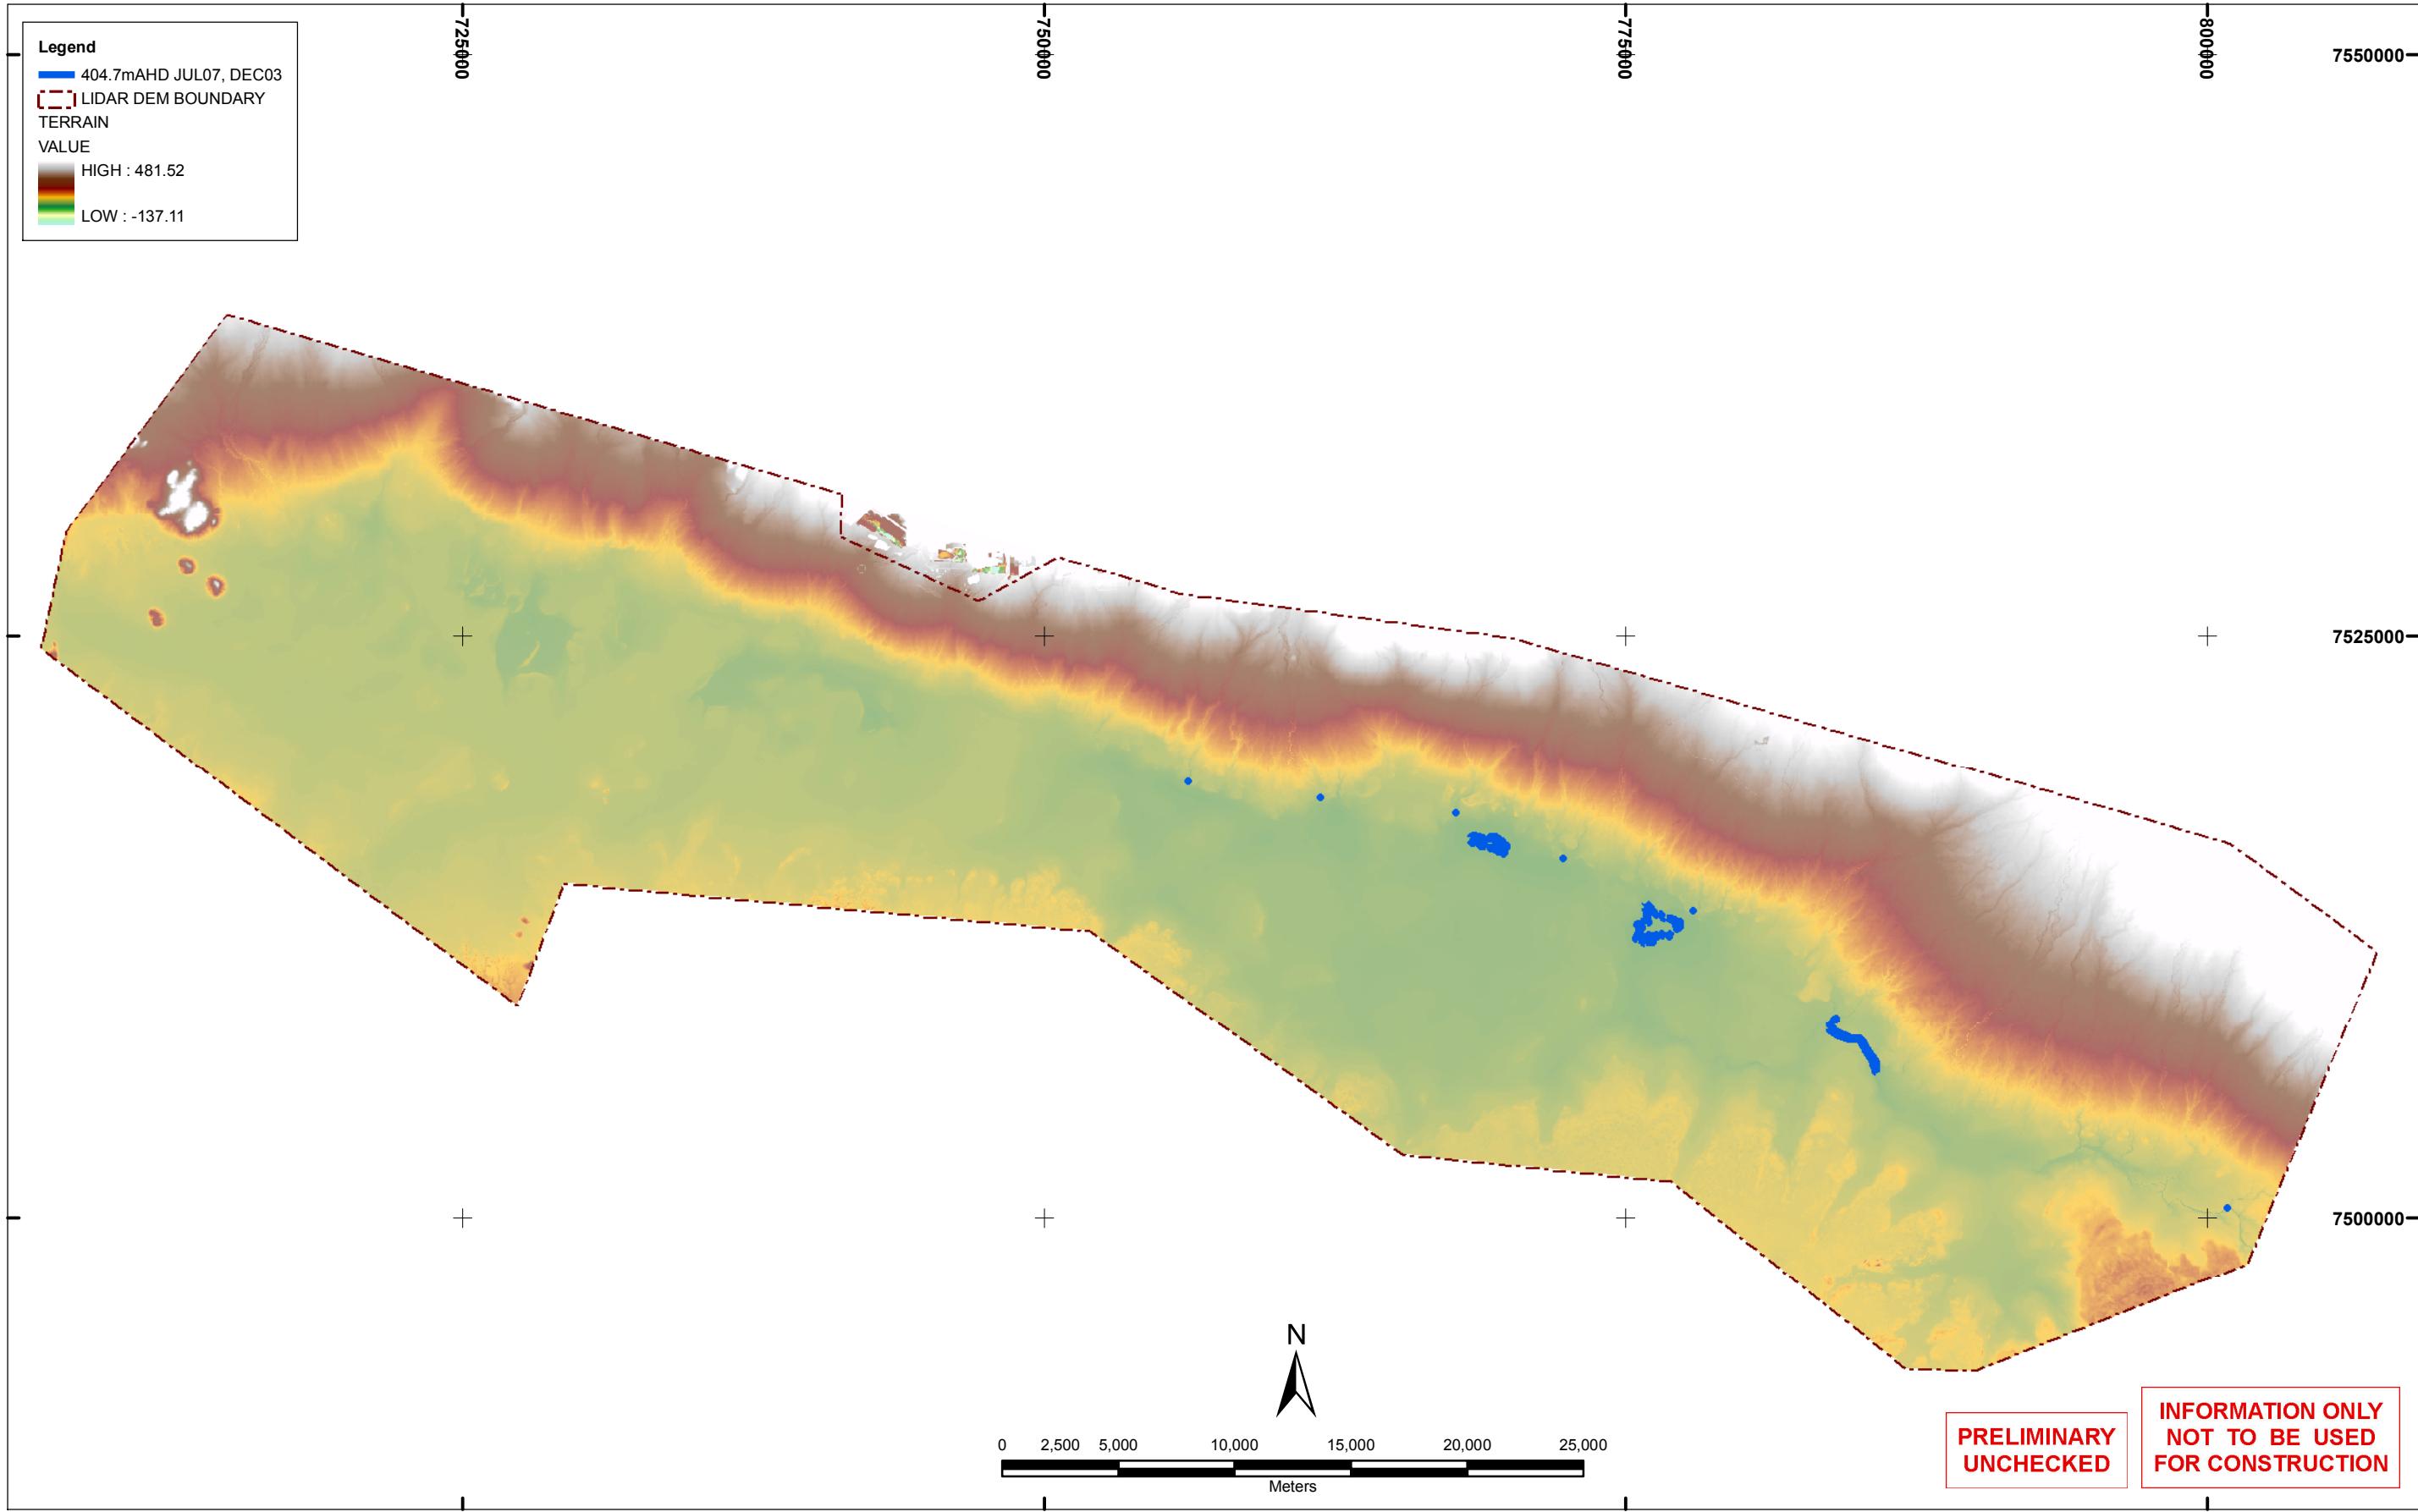 725000
750000
775000
800000
7550000
Legend
404.7mAHD JUL07, DEC03
LIDAR DEM BOUNDARY
TERRAIN
VALUE
HIGH : 481.52
LOW : -137.11
7525000
7500000
N
0 2,500 5,000 10,000 15,000 20,000 25,000
Meters
PRELIMINARY
UNCHECKED
INFORMATION ONLY
NOT TO BE USED
FOR CONSTRUCTION